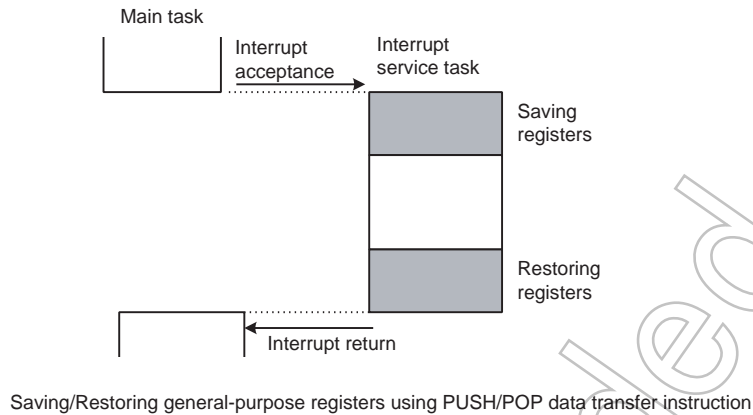 Main task
Interrupt
acceptance
Interrupt
service task
Saving
registers
Restoring
registers
Interrupt return
Saving/Restoring general-purpose registers using PUSH/POP data transfer instruction
ded